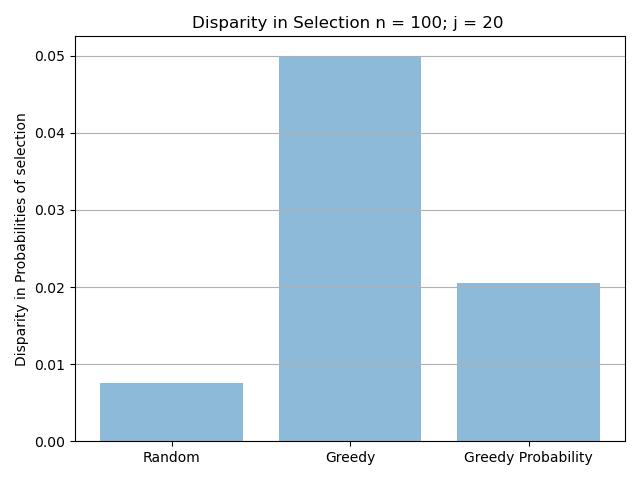 Disparity in Selection n = 100; j = 20
Disparity in Probabilities of selection
0.05
0.04
0.03
0.02
0.01
0.00
Random
Greedy
Greedy Probability